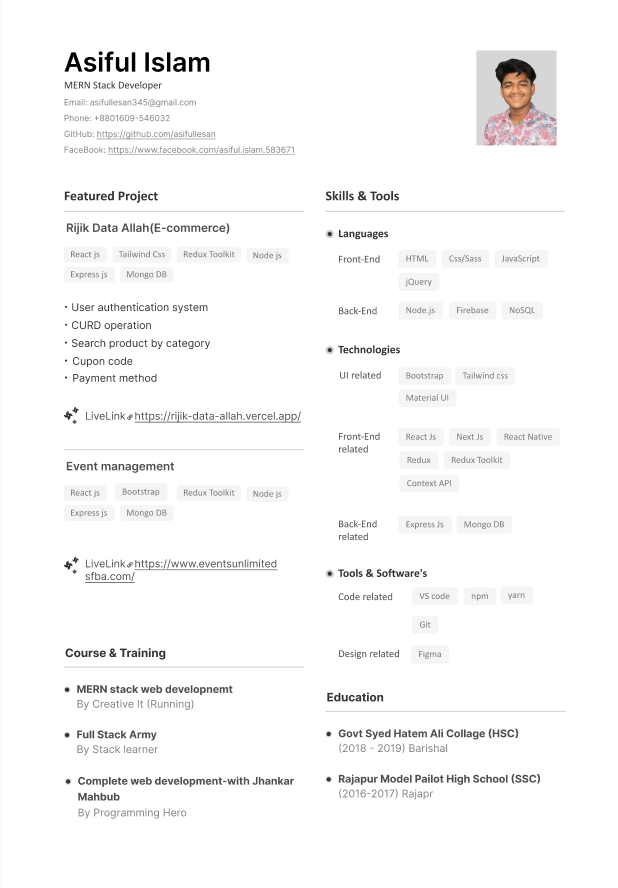 Asiful Islam
MERN Stack Developer
Email: asifullesan345@gmail.com
Phone: +8801609-546032
GitHub: https://github.com/asifullesan
FaceBook: https://www.facebook.com/asiful.islam.583671
Featured Project
Rijik Data Allah(E-commerce)
React js Tailwind Css Redux Toolkit Node js
Express js Mongo DB
• User authentication system
• CURD operation
• Search product by category
• Cupon code
• Payment method
LiveLink https://rijik-data-allah.vercel.app/
Event management
React js Bootstrap Redux Toolkit Node js
Express js Mongo DB
LiveLink https://www.eventsunlimited
sfba.com/
Course & Training
MERN stack web developnemt
By Creative It (Running)
Full Stack Army
By Stack learner
Complete web development-with Jhankar
Mahbub
By Programming Hero
Skills & Tools
Languages
Front-End HTML Css/Sass JavaScript
jQuery
Back-End Node.js Firebase NoSQL
Technologies
UI related Bootstrap Tailwind css
Material UI
Front-End React Js Next Js React Native
related
Redux Redux Toolkit
Context API
Back-End Express Js Mongo DB
related
Tools & Software's
Code related VS code npm yarn
Git
Design related Figma
Education
Govt Syed Hatem Ali Collage (HSC)
(2018 - 2019) Barishal
Rajapur Model Pailot High School (SSC)
(2016-2017) Rajapr